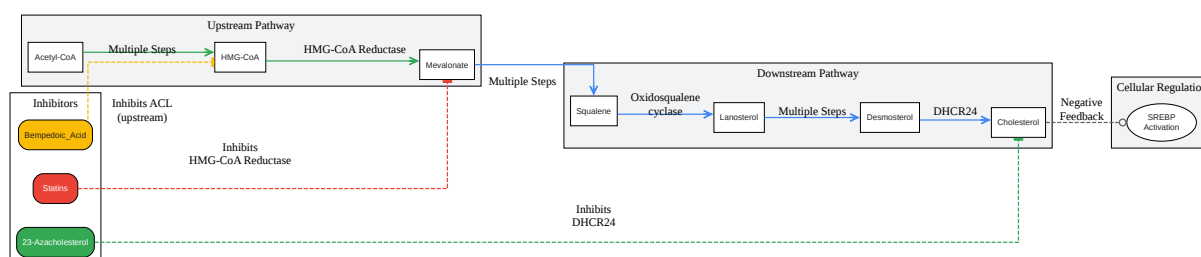 Upstream Pathway
Acetyl-CoA
Multiple Steps
HMG-CoA
HMG-CoA Reductase
Mevalonate
Multiple Steps
Downstream Pathway
Squalene
Oxidosqualene
cyclase
Lanosterol
Multiple Steps
Desmosterol
DHCR24
Cholesterol
Negative
Feedback
Cellular Regulatio
SREBP
Activation
Inhibitors
Bempedoic_Acid
Inhibits ACL
(upstream)
Statins
Inhibits
HMG-CoA Reductase
23-Azacholesterol
Inhibits
DHCR24